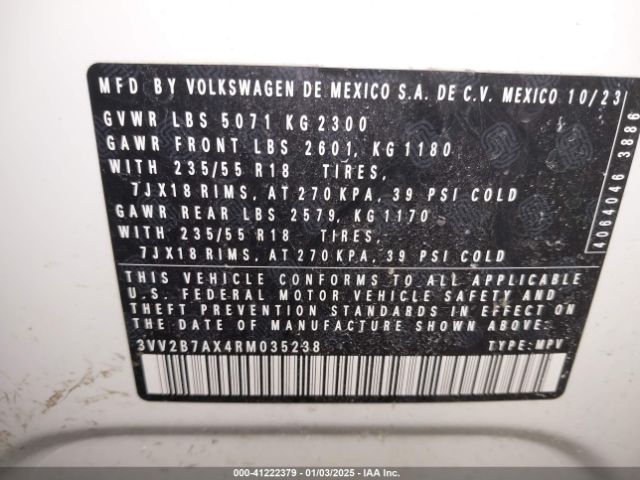 MFD BY VOLKSWAGEN DE MEXICO S.A. DE C.V. MEXICO 10/23
GVWR LBS 5071 KG 2300
GAWR FRONT LBS 2601, KG 1180
WITH 235/55 R18 TIRES,
7JX18 RIMS, AT 270 KPA, 39 PSI COLD
GAWR REAR LBS 2579, KG 1170
WITH 235/55 R18 TIRES,
7JX18 RIMS, AT 270 KPA, 39 PSI COLD
4064046 3886
THIS VEHICLE CONFORMS TO ALL APPLICABLE
U.S. FEDERAL MOTOR VEHICLE SAFETY AND
THEFT PREVENTION STANDARDS IN EFFECT ON
THE DATE OF MANUFACTURE SHOWN ABOVE.
3VV2B7AX4RM035238 TYPE: MPV
000-41222379 - 01/03/2025 - IAA Inc.